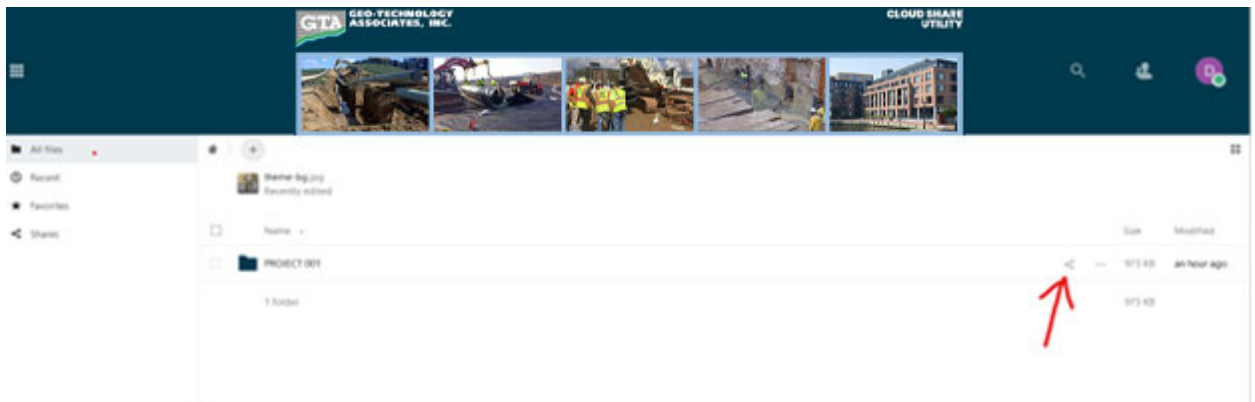 GTA GEO-TECHNOLOGY
ASSOCIATES, INC.
CLOUD SHARE
UTILITY
D
All files
Recent
Favorites
Shares
theme-bg.jpg
Recently edited
Name
Size
Modified
PROJECT 001
973 KB
an hour ago
1 folder
973 KB